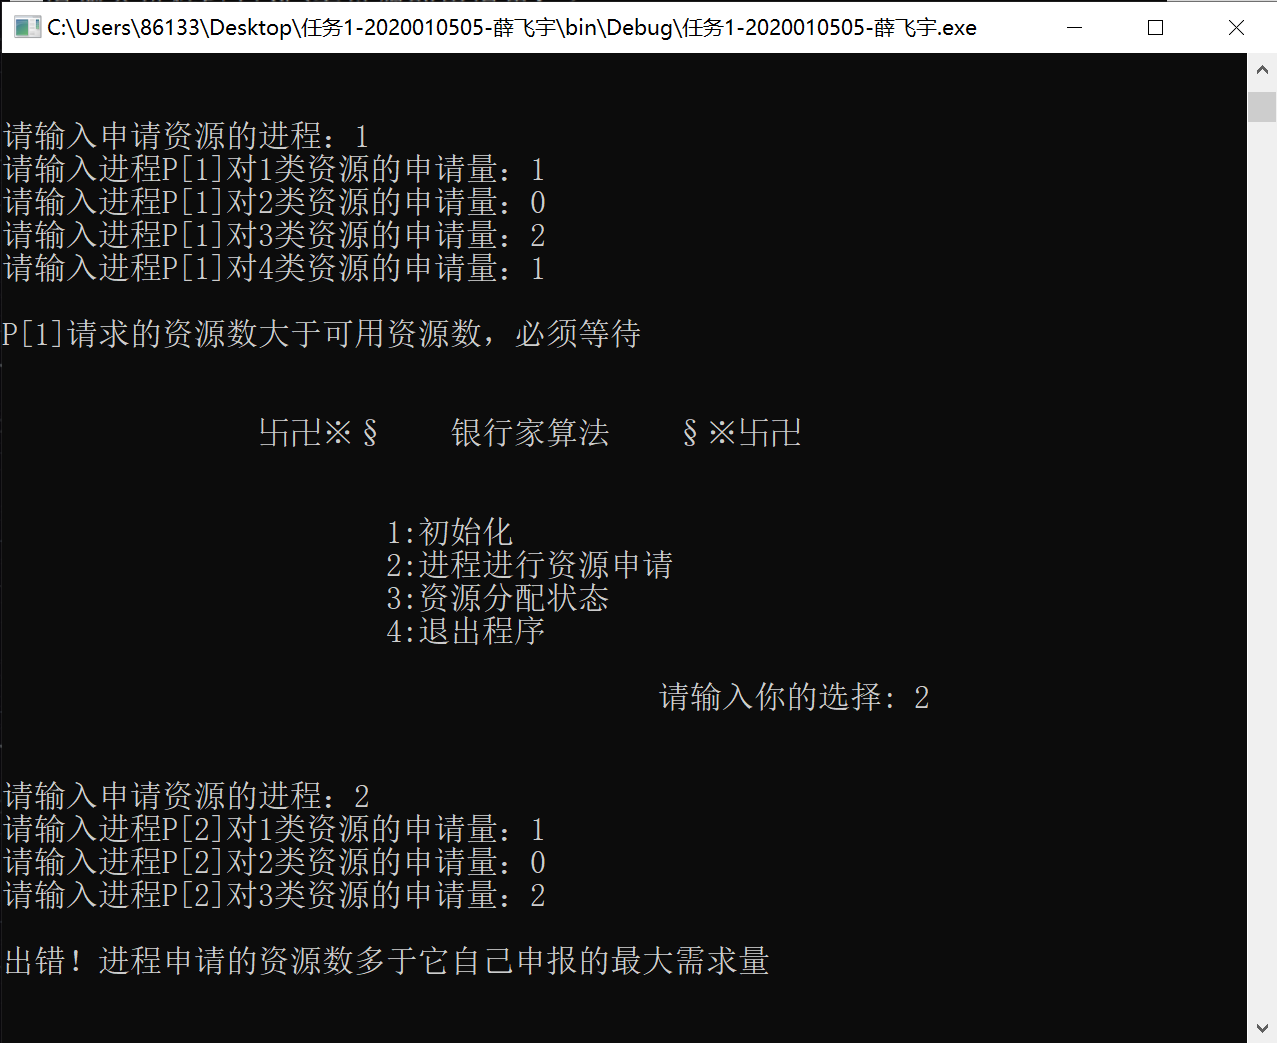 C:\Users\86133\Desktop\任务1-2020010505-薛飞宇\bin\Debug\任务1-2020010505-薛飞宇.exe
请输入申请资源的进程：1
请输入进程P[1]对1类资源的申请量：1
请输入进程P[1]对2类资源的申请量：0
请输入进程P[1]对3类资源的申请量：2
请输入进程P[1]对4类资源的申请量：1
P[1]请求的资源数大于可用资源数，必须等待
卐卍※§ 银行家算法 §※卐卍
1:初始化
2:进程进行资源申请
3:资源分配状态
4:退出程序
请输入你的选择: 2
请输入申请资源的进程：2
请输入进程P[2]对1类资源的申请量：1
请输入进程P[2]对2类资源的申请量：0
请输入进程P[2]对3类资源的申请量：2
出错！进程申请的资源数多于它自己申报的最大需求量